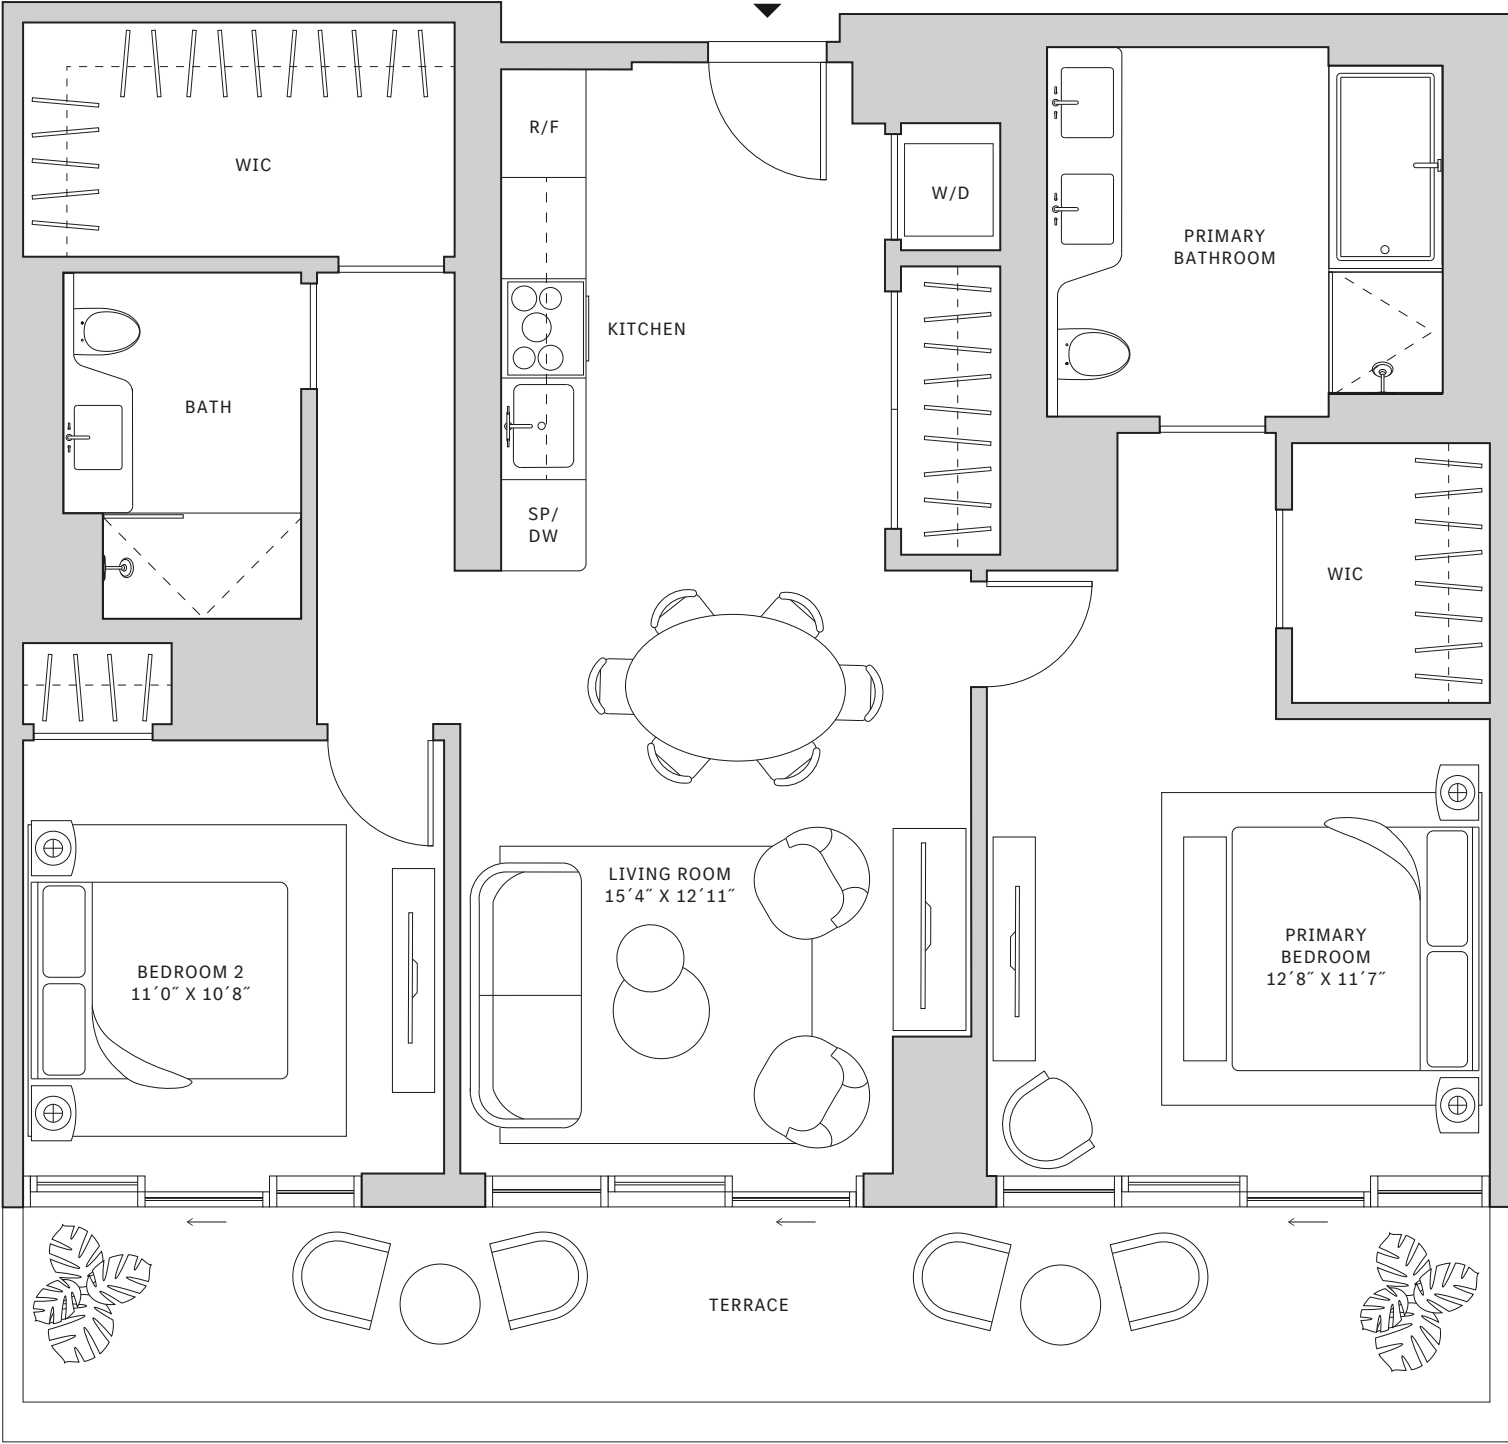 R/F
WIC
W/D
PRIMARY
BATHROOM
KITCHEN
BATH
SP/
DW
WIC
LIVING ROOM
15´4˝ X 12´11˝
PRIMARY
BEDROOM
12´8˝ X 11´7˝
BEDROOM 2
11´0˝ X 10´8˝
TERRACE